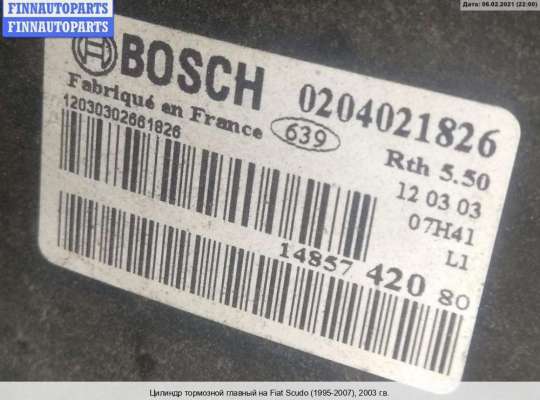 FINNAUTOPARTS
FINNAUTOPARTS
Дата: 06.02.2021 (22:00)
BOSCH
0204021826
Fabriqué en France
639
Rth 5.50
12030302661826
12 03 03
07H41
L1
14857 420 80
Цилиндр тормозной главный на Fiat Scudo (1995-2007), 2003 г.в.